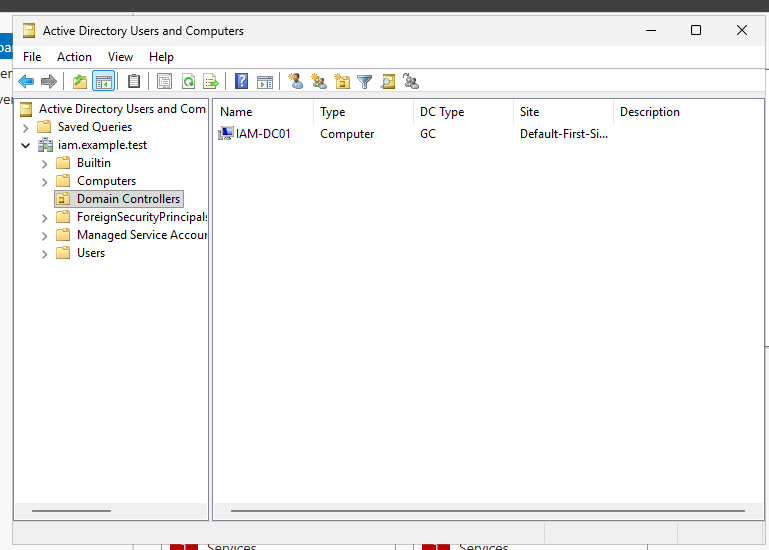 Active Directory Users and Computers
File Action View Help
Active Directory Users and Com
Saved Queries
iam.example.test
Builtin
Computers
Domain Controllers
ForeignSecurityPrincipals
Managed Service Accour
Users
Name Type DC Type Site Description
IAM-DC01 Computer GC Default-First-Si...
Services Services